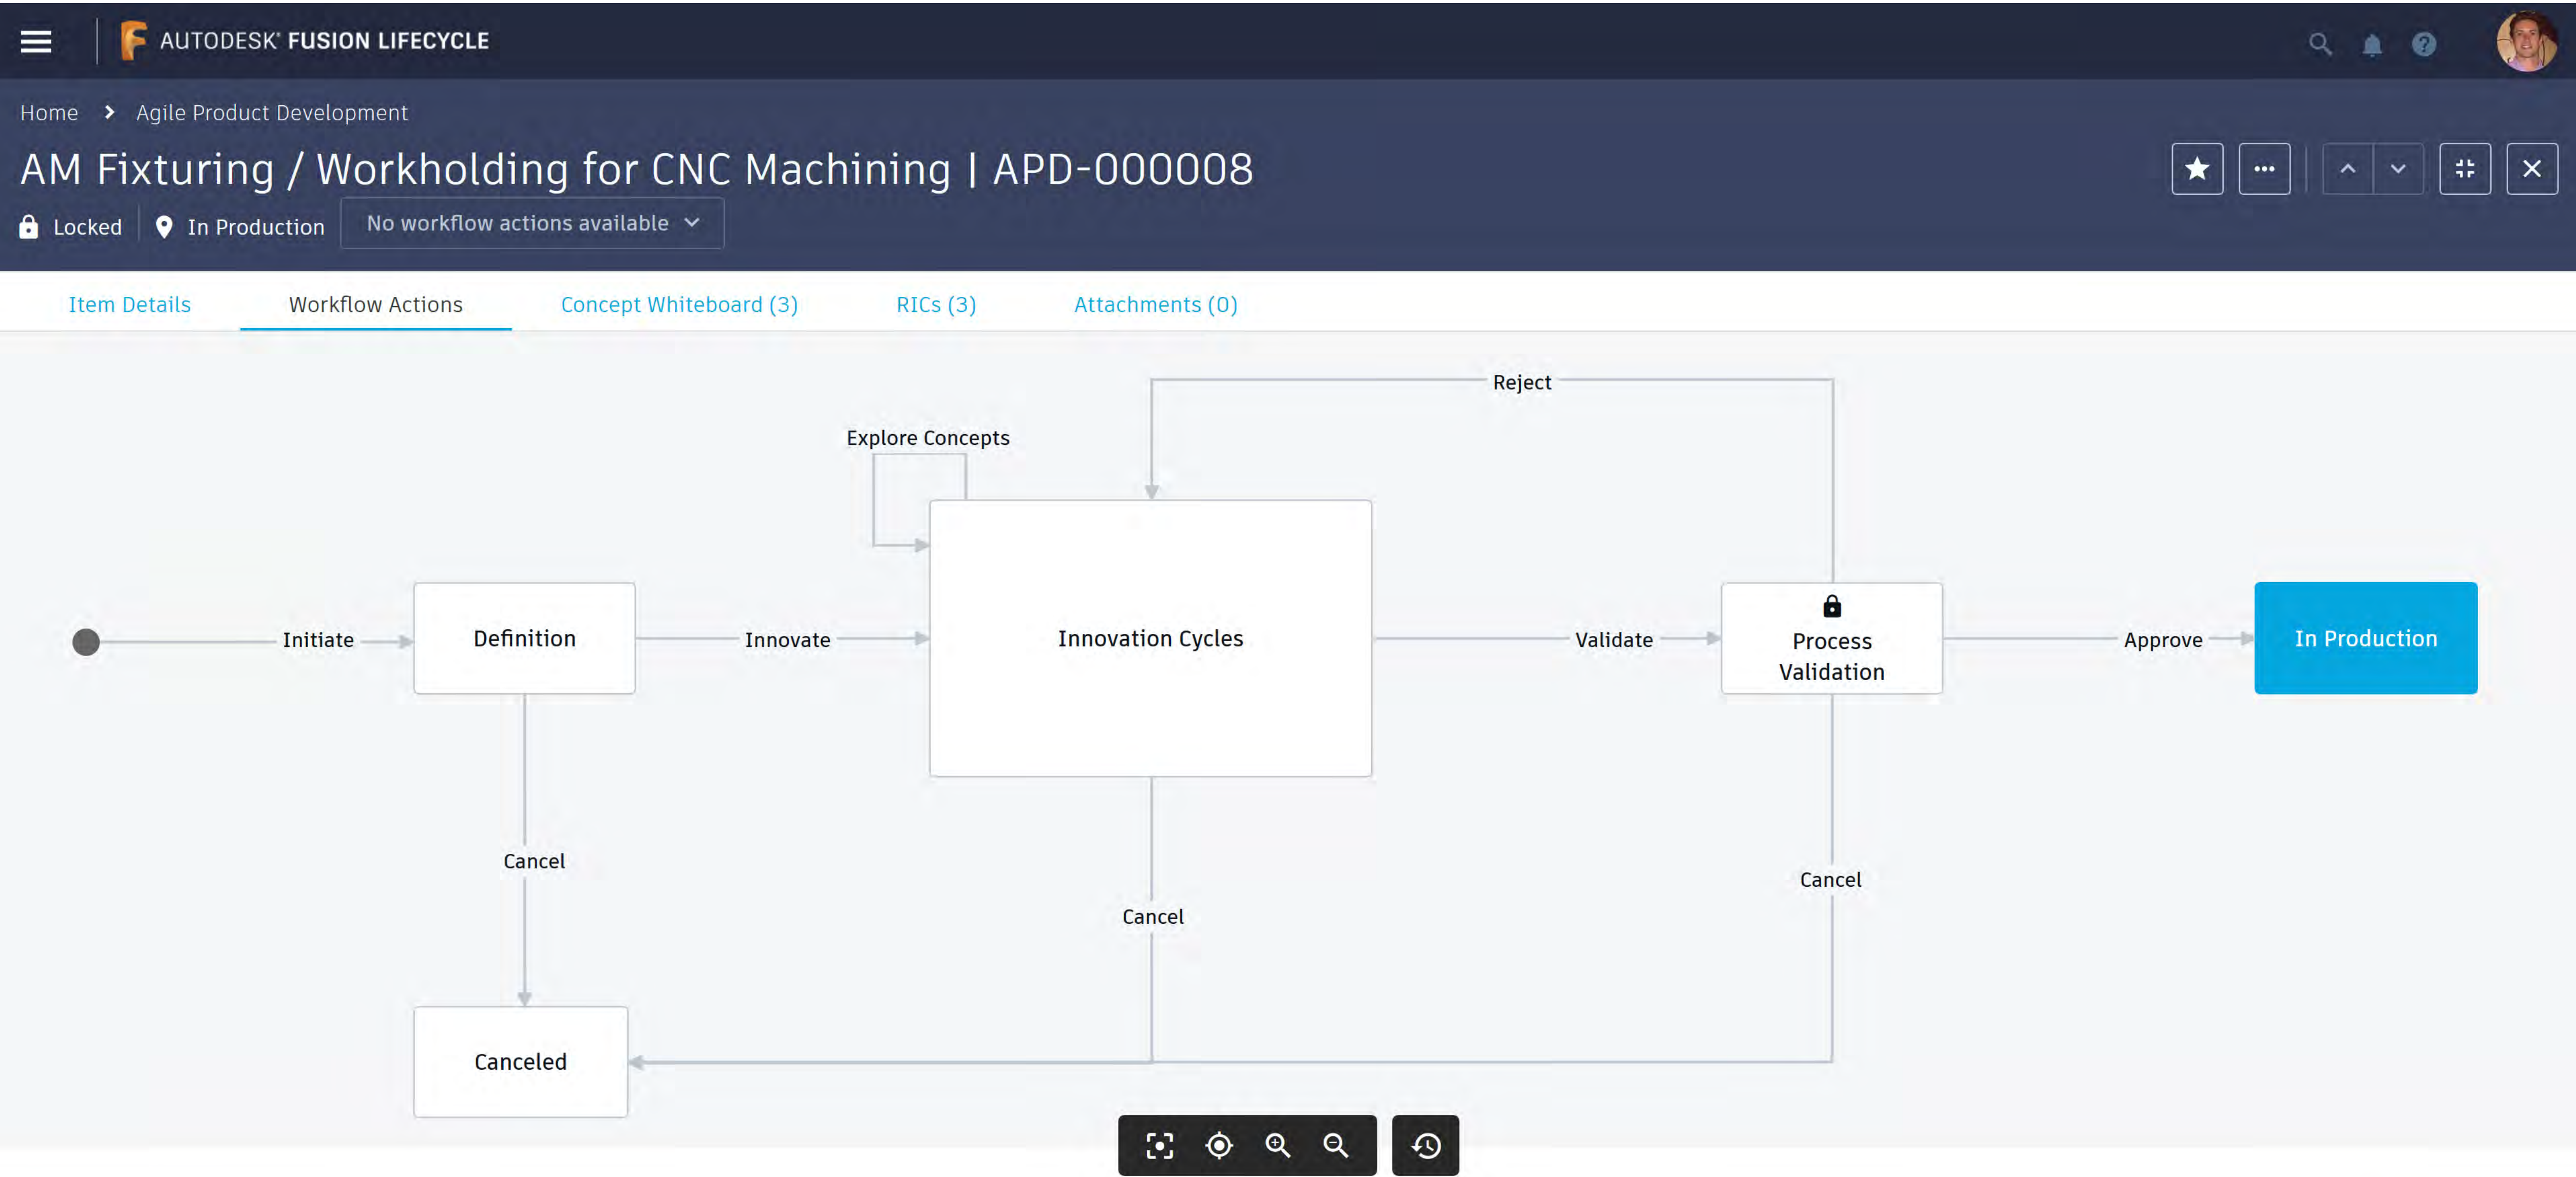 AUTODESK® FUSION LIFECYCLE
Home > Agile Product Development
AM Fixturing / Workholding for CNC Machining | APD-000008
Locked | In Production No workflow actions available
Item Details Workflow Actions Concept Whiteboard (3) RICs (3) Attachments (0)
Reject
Explore Concepts
Initiate Definition Innovate Innovation Cycles Validate Process Validation Approve In Production
Cancel
Cancel
Cancel
Canceled